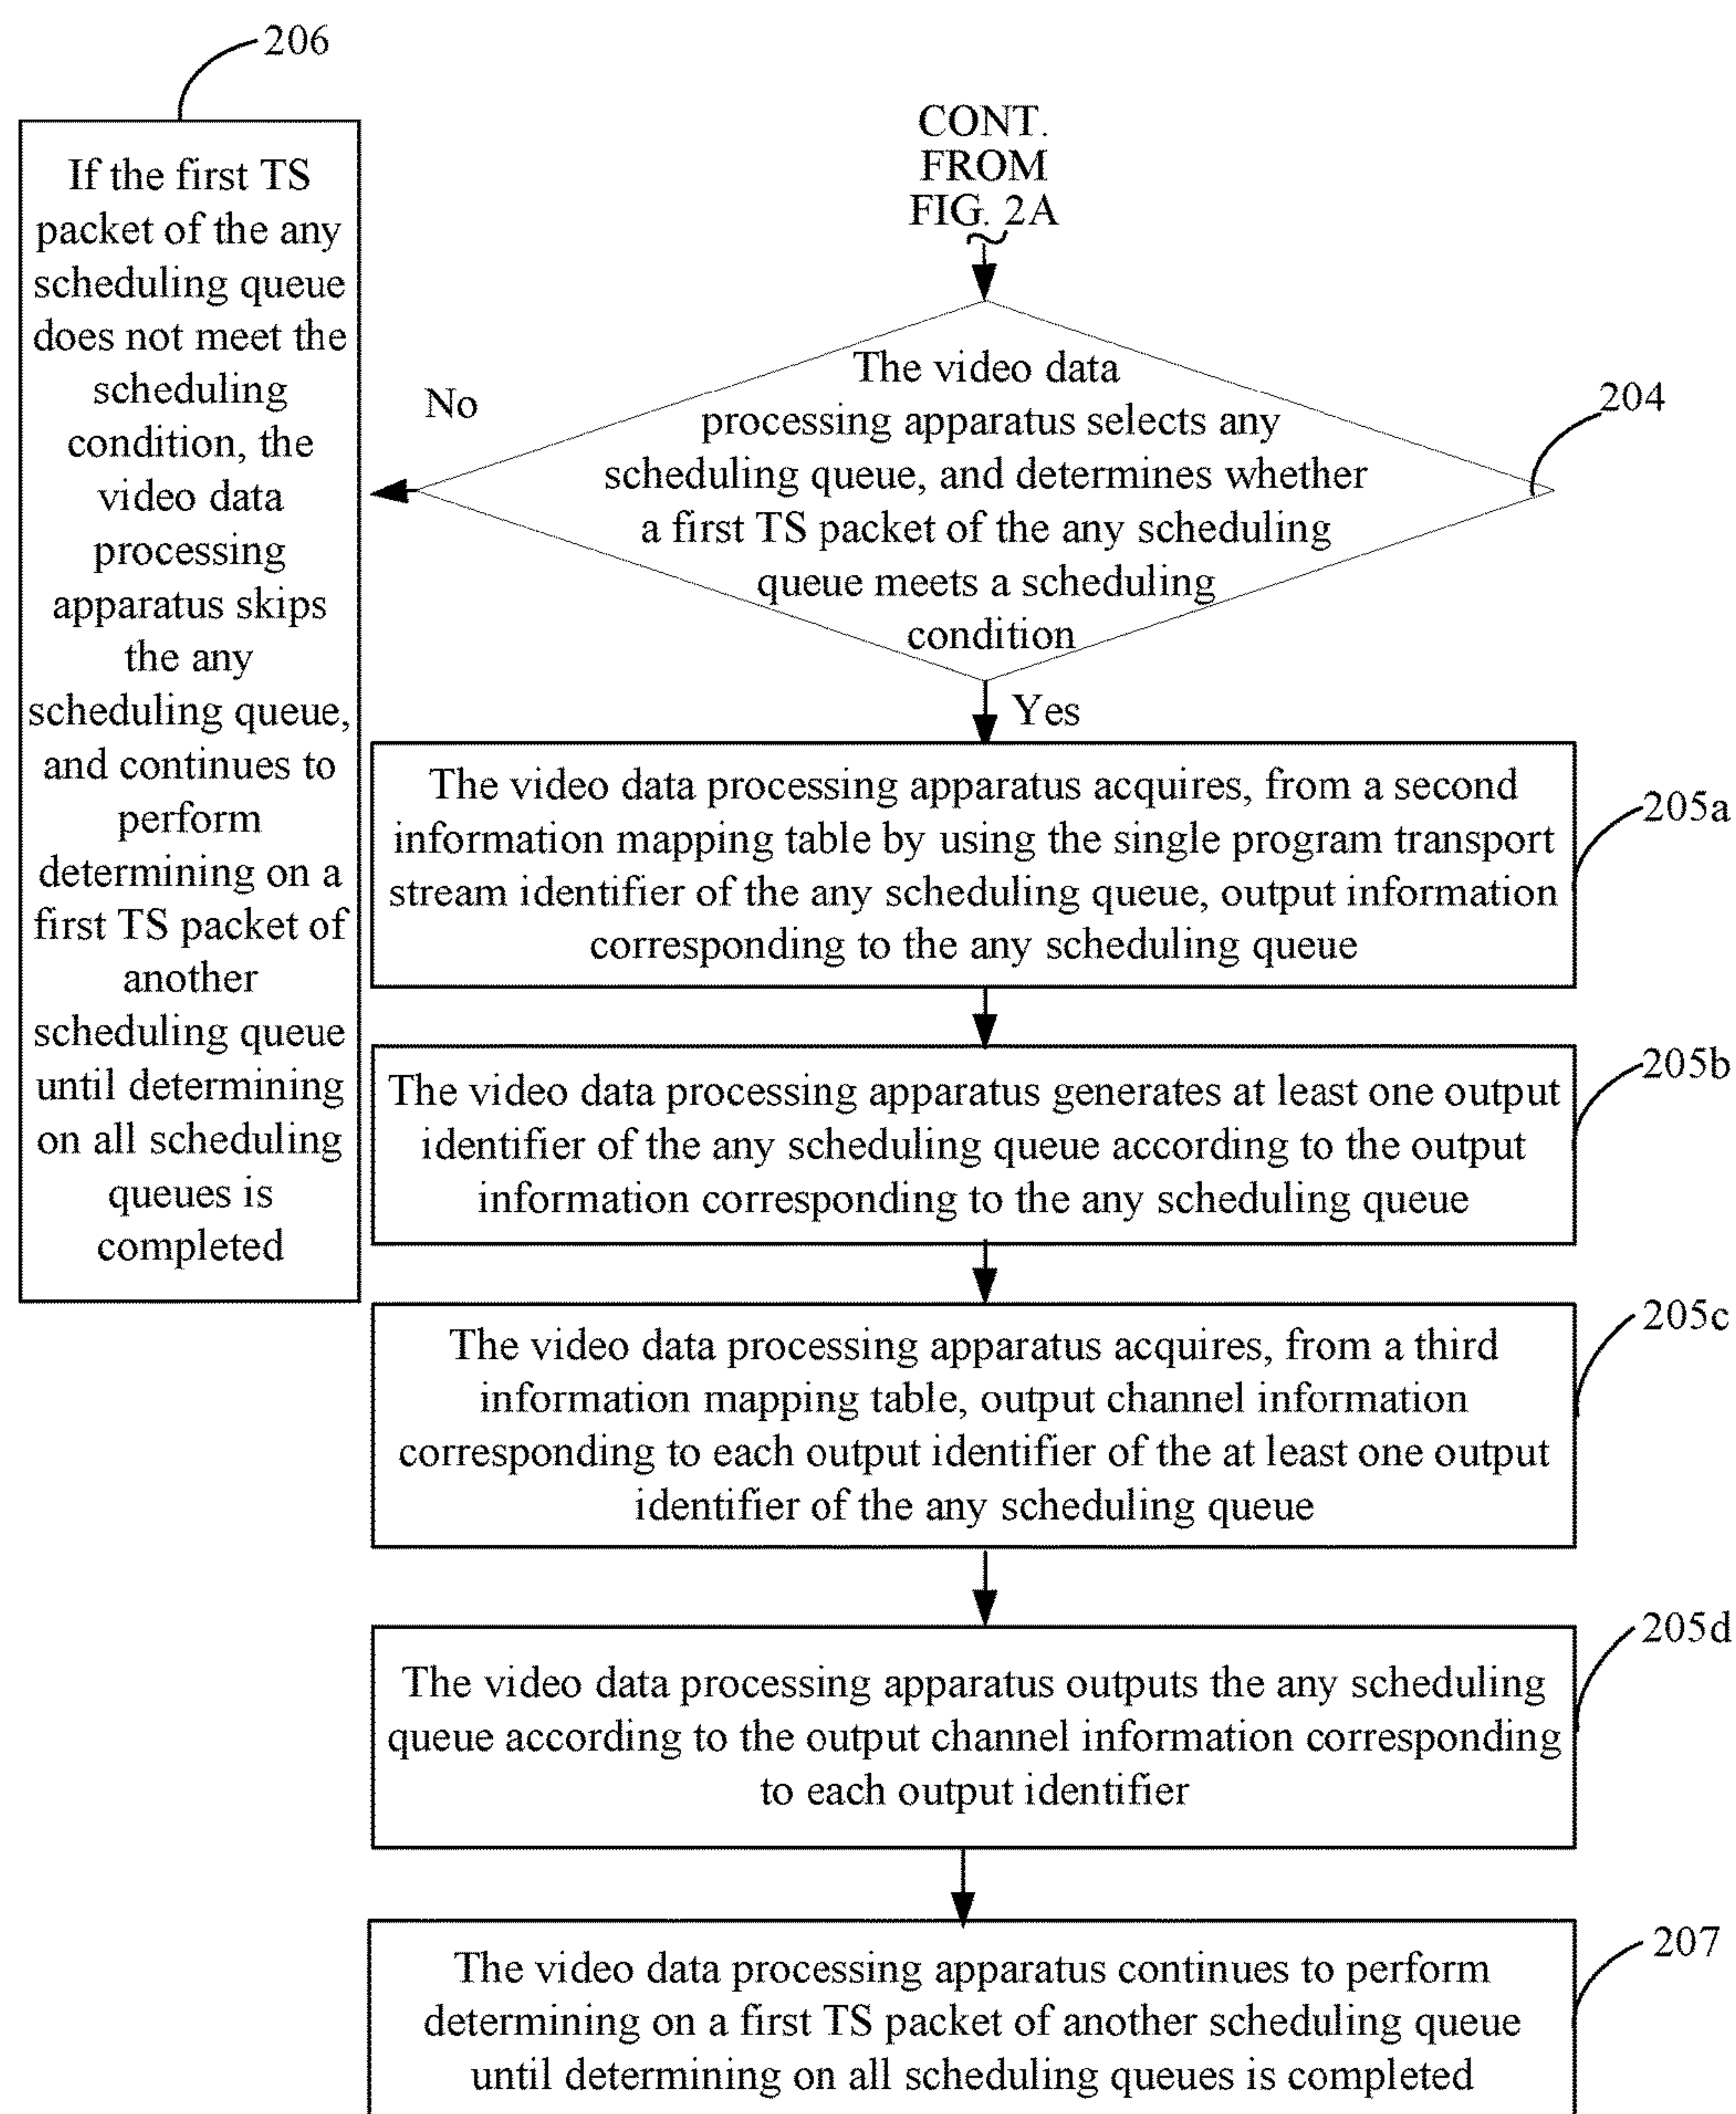 206
If the first TS
packet of the any
scheduling queue
does not meet the
scheduling
condition, the
video data
processing
apparatus skips
the any
scheduling queue,
and continues to
perform
determining on a
first TS packet of
another
scheduling queue
until determining
on all scheduling
queues is
completed
CONT.
FROM
FIG. 2A
The video data
processing apparatus selects any
scheduling queue, and determines whether
a first TS packet of the any scheduling
queue meets a scheduling
condition
204
No
Yes
The video data processing apparatus acquires, from a second
information mapping table by using the single program transport
stream identifier of the any scheduling queue, output information
corresponding to the any scheduling queue
205a
The video data processing apparatus generates at least one output
identifier of the any scheduling queue according to the output
information corresponding to the any scheduling queue
205b
The video data processing apparatus acquires, from a third
information mapping table, output channel information
corresponding to each output identifier of the at least one output
identifier of the any scheduling queue
205c
The video data processing apparatus outputs the any scheduling
queue according to the output channel information corresponding
to each output identifier
205d
The video data processing apparatus continues to perform
determining on a first TS packet of another scheduling queue
until determining on all scheduling queues is completed
207